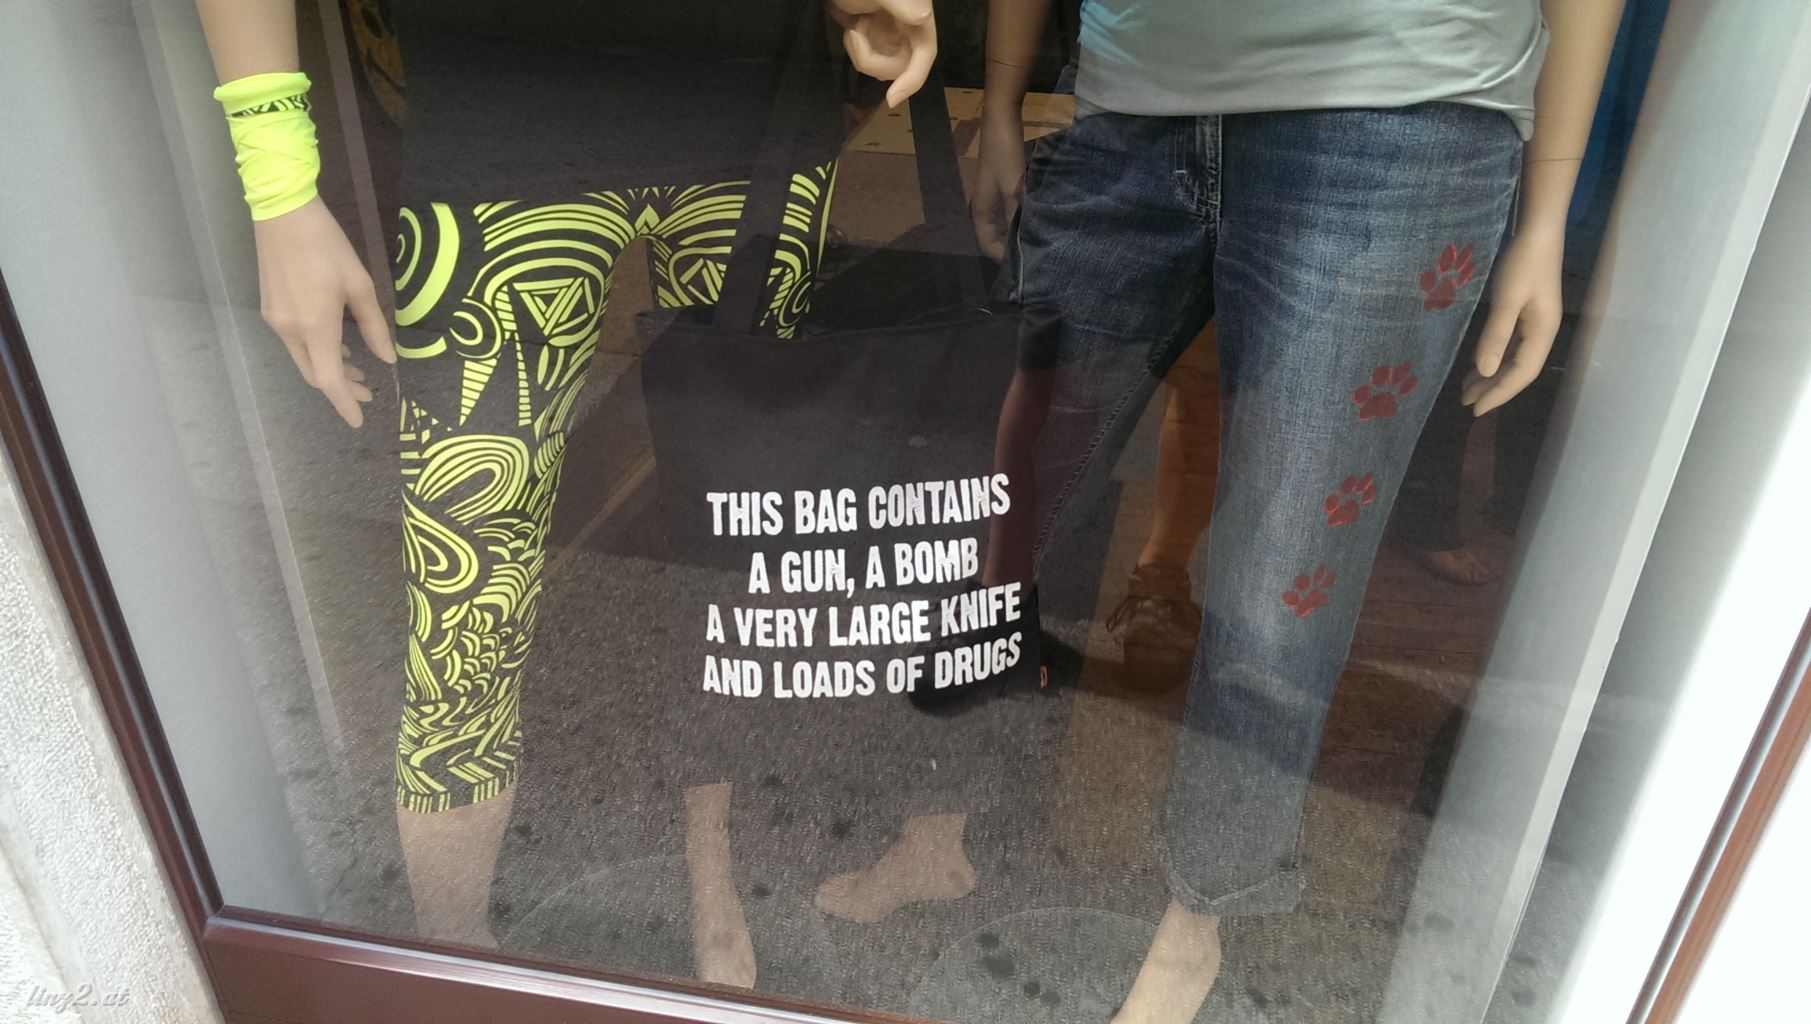 THIS BAG CONTAINS
A GUN, A BOMB
A VERY LARGE KNIFE
AND LOADS OF DRUGS
linz2.at